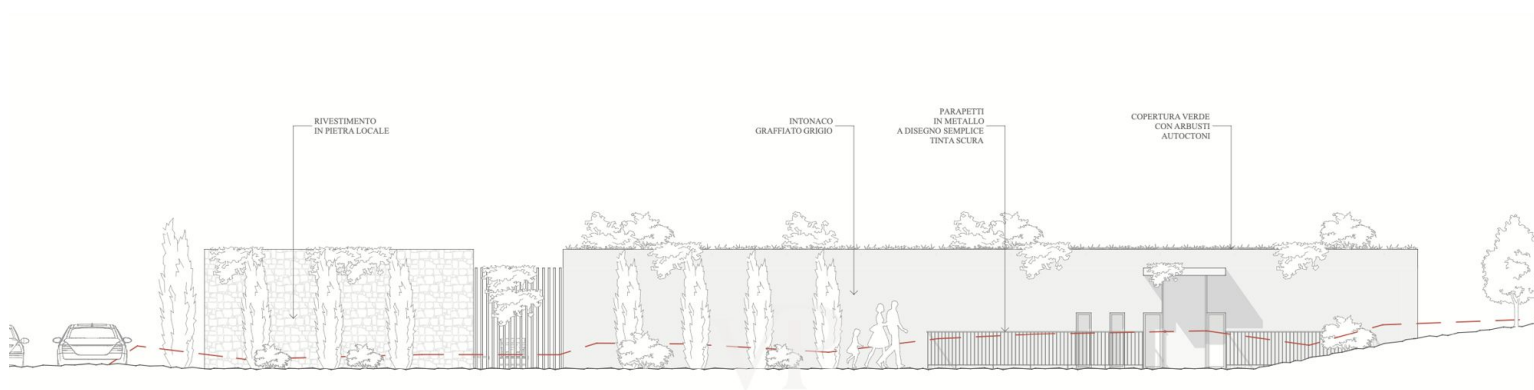 RIVESTIMENTO
IN PIETRA LOCALE
INTONACO
GRAFFIATO GRIGIO
PARAPETTI
IN METALLO
A DISEGNO SEMPLICE
TINTA SCURA
COPERTURA VERDE
CON ARBUSTI
AUTOCTONI